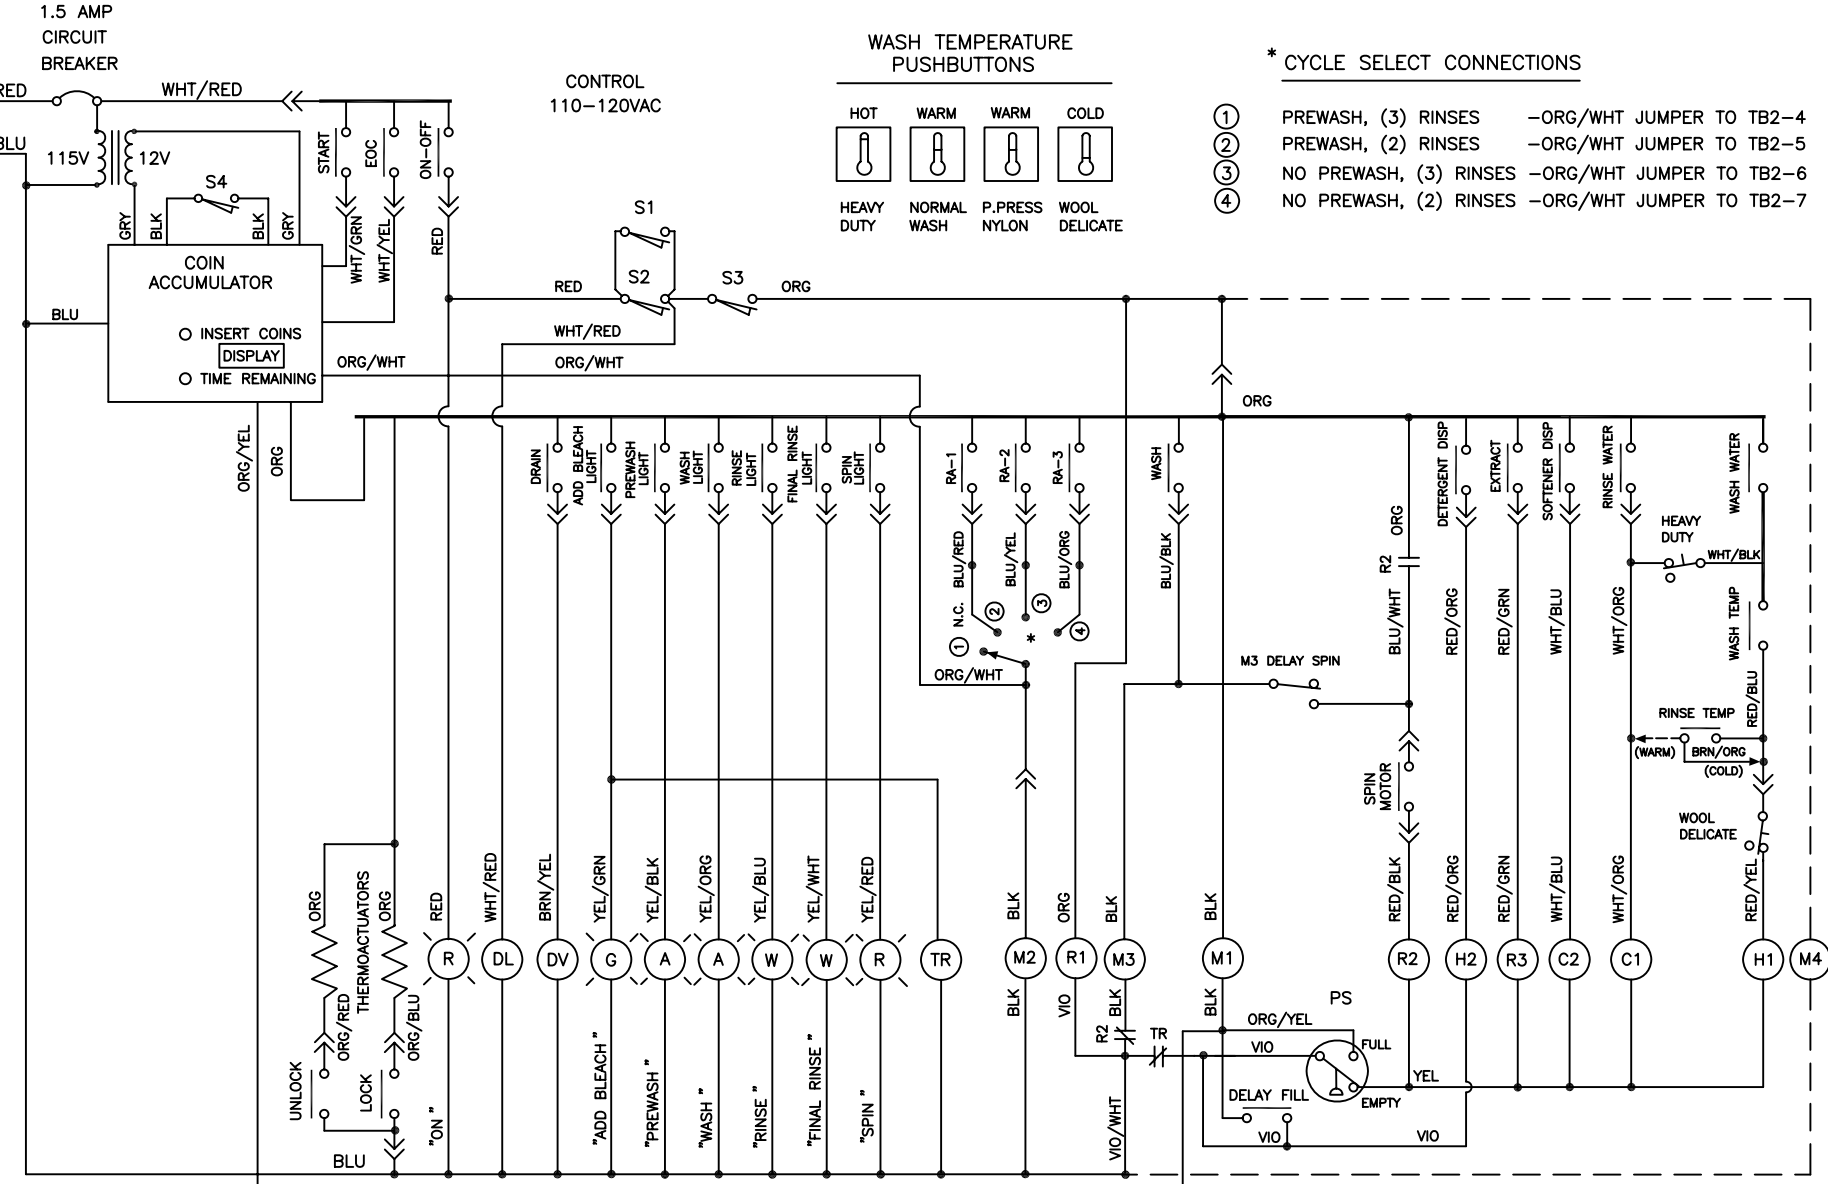 1.5 AMP
CIRCUIT
BREAKER
RED
WHT/RED
BLU
115V
12V
S4
GRY
BLK
BLK
GRY
START
EOC
ON-OFF
WHT/GRN
WHT/YEL
RED
CONTROL
110-120VAC
WASH TEMPERATURE
PUSHBUTTONS
HOT
WARM
WARM
COLD
HEAVY
DUTY
NORMAL
WASH
P.PRESS
NYLON
WOOL
DELICATE
* CYCLE SELECT CONNECTIONS
1 PREWASH, (3) RINSES -ORG/WHT JUMPER TO TB2-4
2 PREWASH, (2) RINSES -ORG/WHT JUMPER TO TB2-5
3 NO PREWASH, (3) RINSES -ORG/WHT JUMPER TO TB2-6
4 NO PREWASH, (2) RINSES -ORG/WHT JUMPER TO TB2-7
COIN
ACCUMULATOR
INSERT COINS
DISPLAY
TIME REMAINING
BLU
S1
S2
S3
RED
ORG
WHT/RED
ORG/WHT
ORG/WHT
ORG
ORG/YEL
ORG
DRAIN
ADD BLEACH
LIGHT
PREWASH
LIGHT
WASH
LIGHT
RINSE
LIGHT
FINAL RINSE
LIGHT
SPIN
LIGHT
RA-1
RA-2
RA-3
WASH
DETERGENT DISP
EXTRACT
SOFTENER DISP
RINSE WATER
WASH WATER
BLU/RED
BLU/YEL
BLU/ORG
BLU/BLK
ORG
R2
BLU/WHT
RED/ORG
RED/GRN
WHT/BLU
WHT/ORG
HEAVY
DUTY
WHT/BLK
WASH TEMP
N.C.
1
2
3
4
*
ORG/WHT
M3 DELAY SPIN
RED/BLU
RINSE TEMP
(WARM)
BRN/ORG
(COLD)
SPIN
MOTOR
WOOL
DELICATE
ORG
THERMOACTUATORS
ORG
RED
WHT/RED
BRN/YEL
YEL/GRN
YEL/BLK
YEL/ORG
YEL/BLU
YEL/WHT
YEL/RED
BLK
ORG
BLK
BLK
RED/BLK
RED/ORG
RED/GRN
WHT/BLU
WHT/ORG
RED/YEL
R
DL
DV
G
A
A
W
W
R
TR
M2
R1
M3
M1
R2
H2
R3
C2
C1
H1
M4
ORG/RED
ORG/BLU
BLK
VIO
BLK
BLK
R2
TR
ORG/YEL
VIO
PS
FULL
EMPTY
YEL
UNLOCK
LOCK
DELAY FILL
VIO
VIO
VIO/WHT
"ON"
"ADD BLEACH"
"PREWASH"
"WASH"
"RINSE"
"FINAL RINSE"
"SPIN"
BLU